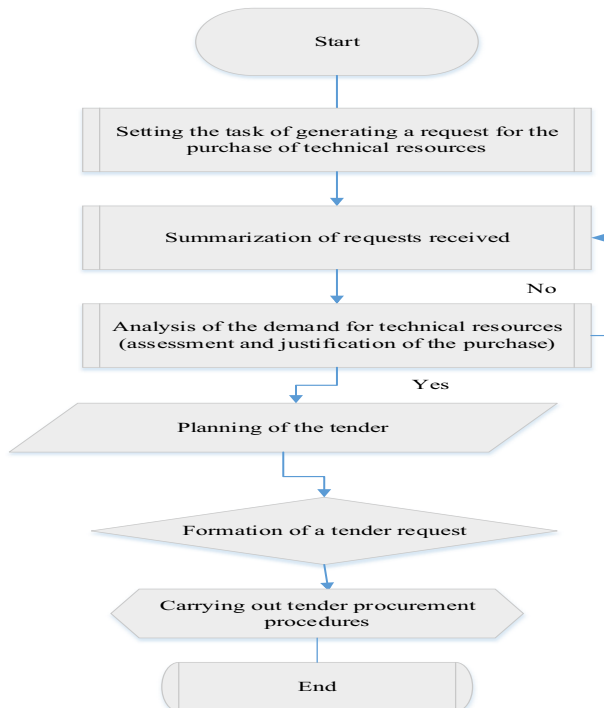 Start
Setting the task of generating a request for the
purchase of technical resources
Summarization of requests received
No
Analysis of the demand for technical resources
(assessment and justification of the purchase)
Yes
Planning of the tender
Formation of a tender request
Carrying out tender procurement
procedures
End